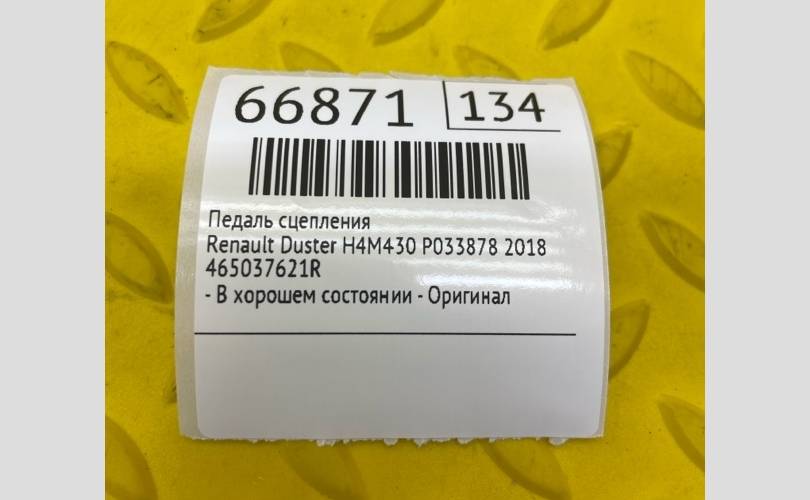 66871 134
Педаль сцепления
Renault Duster H4M430 P033878 2018
465037621R
- В хорошем состоянии - Оригинал